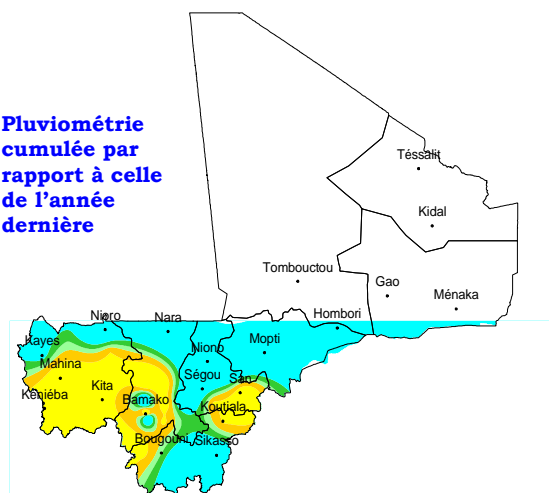 Pluviométrie
cumulée par
rapport à celle
de l'année
dernière
Téssalit
Kidal
Tombouctou
Gao
Ménaka
Hombori
Nioro
Nara
Kayes
Niono
Mopti
Mahina
Ségou
San
Kéniéba
Kita
Bamako
Koutiala
Bougouni
Sikasso